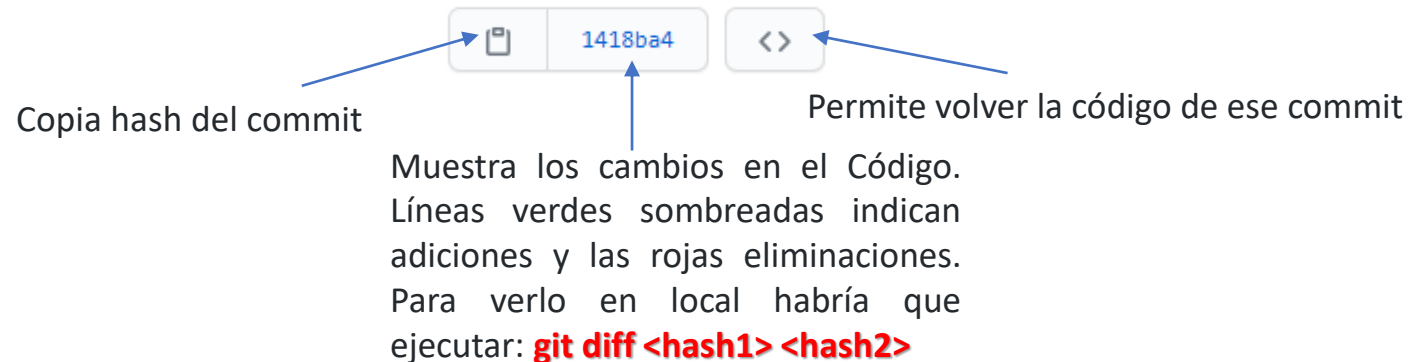 1418ba4
Copia hash del commit
Permite volver la código de ese commit
Muestra los cambios en el Código.
Líneas verdes sombreadas indican
adiciones y las rojas eliminaciones.
Para verlo en local habría que
ejecutar: git diff <hash1> <hash2>